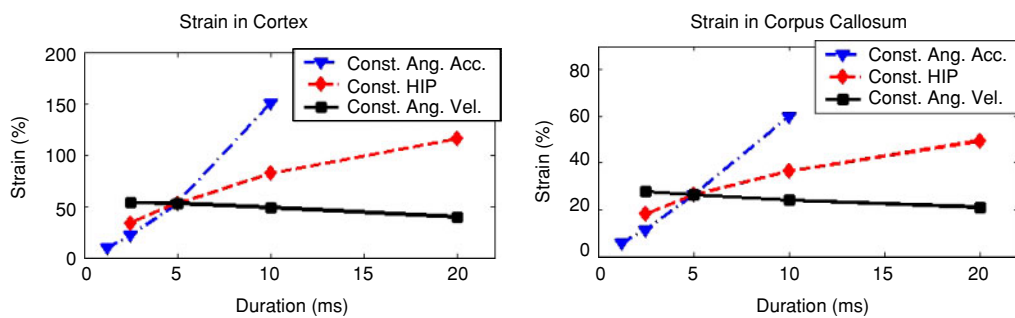 Strain in Cortex
200
150
100
50
0
Strain (%)
0 5 10 15 20
Duration (ms)
Const. Ang. Acc.
Const. HIP
Const. Ang. Vel.
Strain in Corpus Callosum
80
60
40
20
0
Strain (%)
0 5 10 15 20
Duration (ms)
Const. Ang. Acc.
Const. HIP
Const. Ang. Vel.